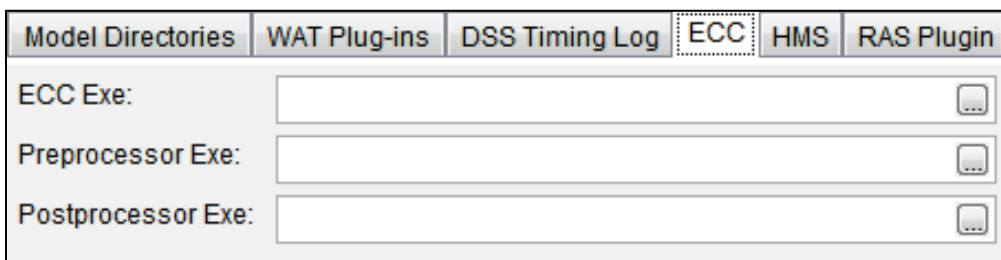 Model Directories WAT Plug-ins DSS Timing Log ECC HMS RAS Plugin
ECC Exe: ...
Preprocessor Exe: ...
Postprocessor Exe: ...